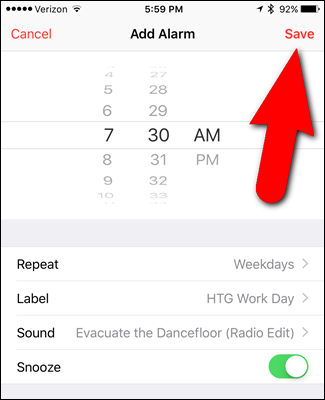 Verizon 5:59 PM 92%
Cancel Add Alarm Save
4 27
5 28
6 29
7 30 AM
8 31 PM
9 32
10 33
Repeat Weekdays
Label HTG Work Day
Sound Evacuate the Dancefloor (Radio Edit)
Snooze